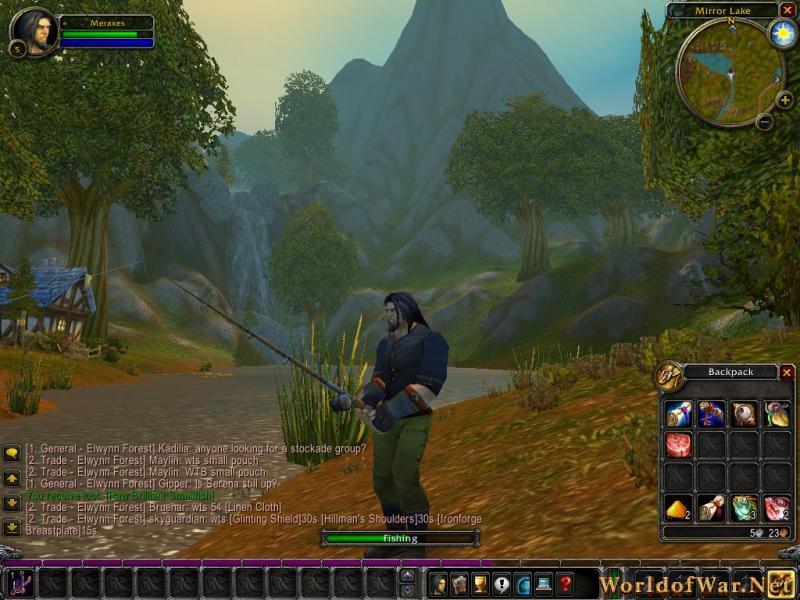 Meraxes
5
Mirror Lake
N
Backpack
2
3
2
5 23
[1. General - Elwynn Forest] Kadilia: anyone looking for a stockade group?
[2. Trade - Elwynn Forest] Maylin: wts small pouch
[2. Trade - Elwynn Forest] Maylin: WTB small pouch
[1. General - Elwynn Forest] Gipper: is Serena still up?
You receive loot: [Raw Brilliant Smallfish]
[2. Trade - Elwynn Forest] Bruenar: wts 54 [Linen Cloth]
[2. Trade - Elwynn Forest] skyguardian: wts [Glinting Shield]30s [Hillman's Shoulders]30s [Ironforge
Breastplate]15s
Fishing
WorldofWar.Net